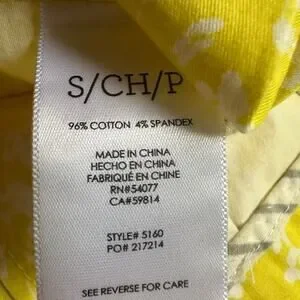 S/CH/P
96% COTTON 4% SPANDEX
MADE IN CHINA
HECHO EN CHINA
FABRIQUÉ EN CHINE
RN#54077
CA#59814
STYLE# 5160
PO# 217214
SEE REVERSE FOR CARE